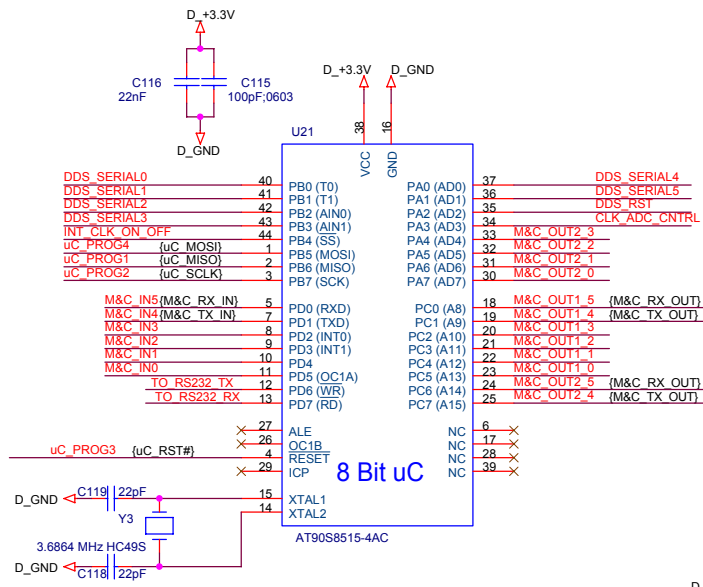 D_+3.3V
C116 C115
22nF 100pF;0603
D_GND
D_+3.3V D_GND
U21
38 16
VCC GND
DDS_SERIAL0 40 PB0 (T0) PA0 (AD0) 37 DDS_SERIAL4
DDS_SERIAL1 41 PB1 (T1) PA1 (AD1) 36 DDS_SERIAL5
DDS_SERIAL2 42 PB2 (AIN0) PA2 (AD2) 35 DDS_RST
DDS_SERIAL3 43 PB3 (AIN1) PA3 (AD3) 34 CLK_ADC_CNTRL
INT_CLK_ON_OFF 44 PB4 (SS) PA4 (AD4) 33 M&C_OUT2_3
uC_PROG4 {uC_MOSI} 1 PB5 (MOSI) PA5 (AD5) 32 M&C_OUT2_2
uC_PROG1 {uC_MISO} 2 PB6 (MISO) PA6 (AD6) 31 M&C_OUT2_1
uC_PROG2 {uC_SCLK} 3 PB7 (SCK) PA7 (AD7) 30 M&C_OUT2_0
M&C_IN5 {M&C_RX_IN} 5 PD0 (RXD) PC0 (A8) 18 M&C_OUT1_5 {M&C_RX_OUT}
M&C_IN4 {M&C_TX_IN} 7 PD1 (TXD) PC1 (A9) 19 M&C_OUT1_4 {M&C_TX_OUT}
M&C_IN3 8 PD2 (INT0) PC2 (A10) 20 M&C_OUT1_3
M&C_IN2 9 PD3 (INT1) PC3 (A11) 21 M&C_OUT1_2
M&C_IN1 10 PD4 PC4 (A12) 22 M&C_OUT1_1
M&C_IN0 11 PD5 (OC1A) PC5 (A13) 23 M&C_OUT1_0
TO_RS232_TX 12 PD6 (WR) PC6 (A14) 24 M&C_OUT2_5 {M&C_RX_OUT}
TO_RS232_RX 13 PD7 (RD) PC7 (A15) 25 M&C_OUT2_4 {M&C_TX_OUT}
27 ALE NC 6
26 OC1B NC 17
uC_PROG3 {uC_RST#} 4 RESET NC 28
29 ICP NC 39
8 Bit uC
D_GND C119 22pF 15 XTAL1
14 XTAL2
Y3
AT90S8515-4AC
3.6864 MHz HC49S
D_GND C118 22pF
D